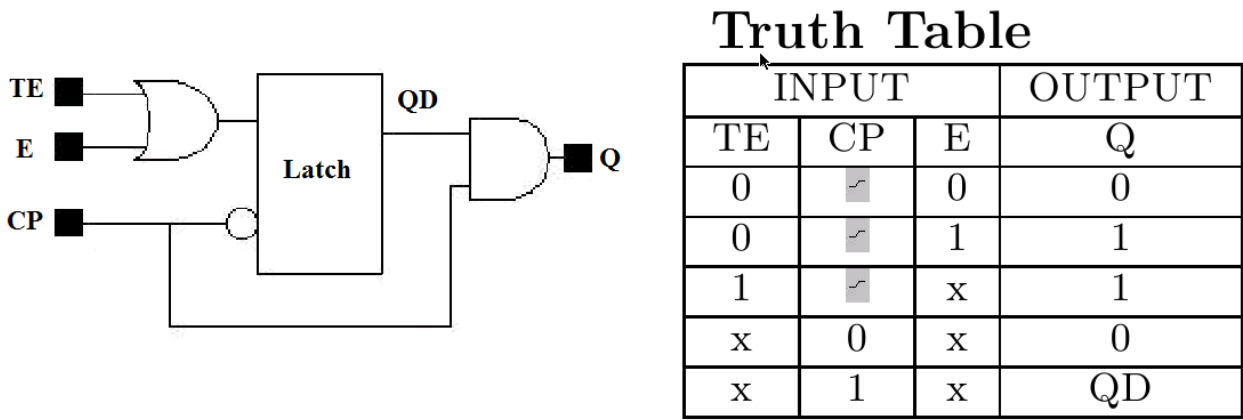 TE
E
CP
QD
Latch
Q
Truth Table
INPUT OUTPUT
TE CP E Q
0 0 0
0 1 1
1 x 1
x 0 x 0
x 1 x QD